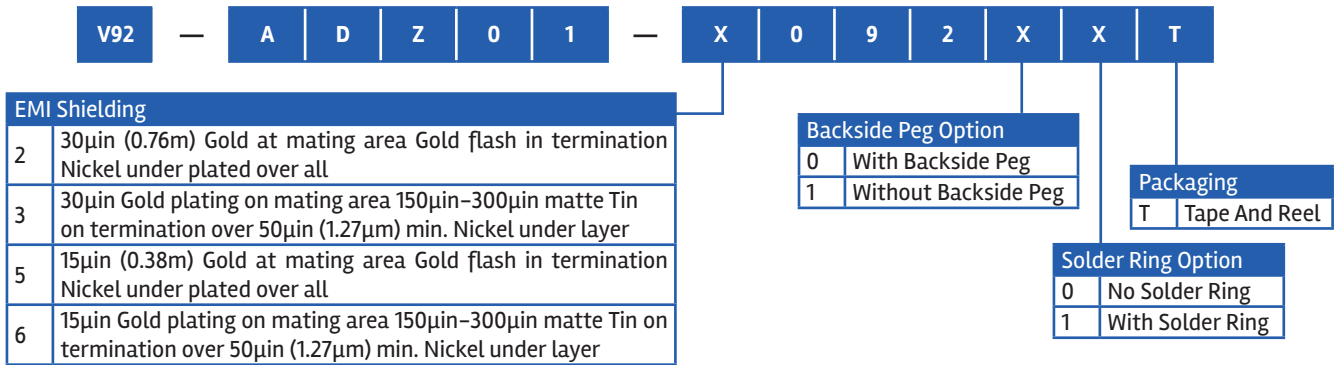 V92 — A D Z 0 1 — X 0 9 2 X X T
EMI Shielding
2 30µin (0.76m) Gold at mating area Gold flash in termination
Nickel under plated over all
3 30µin Gold plating on mating area 150µin–300µin matte Tin
on termination over 50µin (1.27µm) min. Nickel under layer
5 15µin (0.38m) Gold at mating area Gold flash in termination
Nickel under plated over all
6 15µin Gold plating on mating area 150µin–300µin matte Tin on
termination over 50µin (1.27µm) min. Nickel under layer
Backside Peg Option
0 With Backside Peg
1 Without Backside Peg
Packaging
T Tape And Reel
Solder Ring Option
0 No Solder Ring
1 With Solder Ring